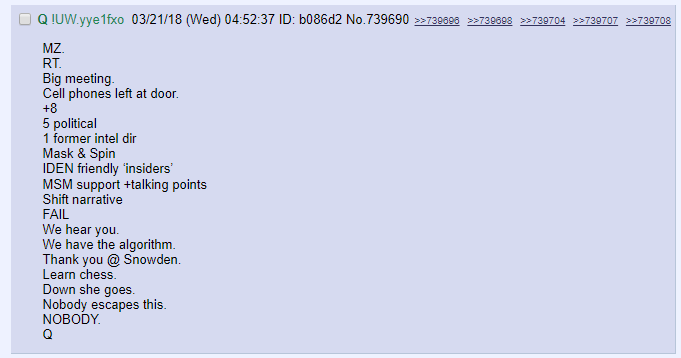 Q !UW.yye1fxo 03/21/18 (Wed) 04:52:37 ID: b086d2 No.739690 >>739696 >>739698 >>739704 >>739707 >>739708
MZ.
RT.
Big meeting.
Cell phones left at door.
+8
5 political
1 former intel dir
Mask & Spin
IDEN friendly ‘insiders’
MSM support +talking points
Shift narrative
FAIL
We hear you.
We have the algorithm.
Thank you @ Snowden.
Learn chess.
Down she goes.
Nobody escapes this.
NOBODY.
Q